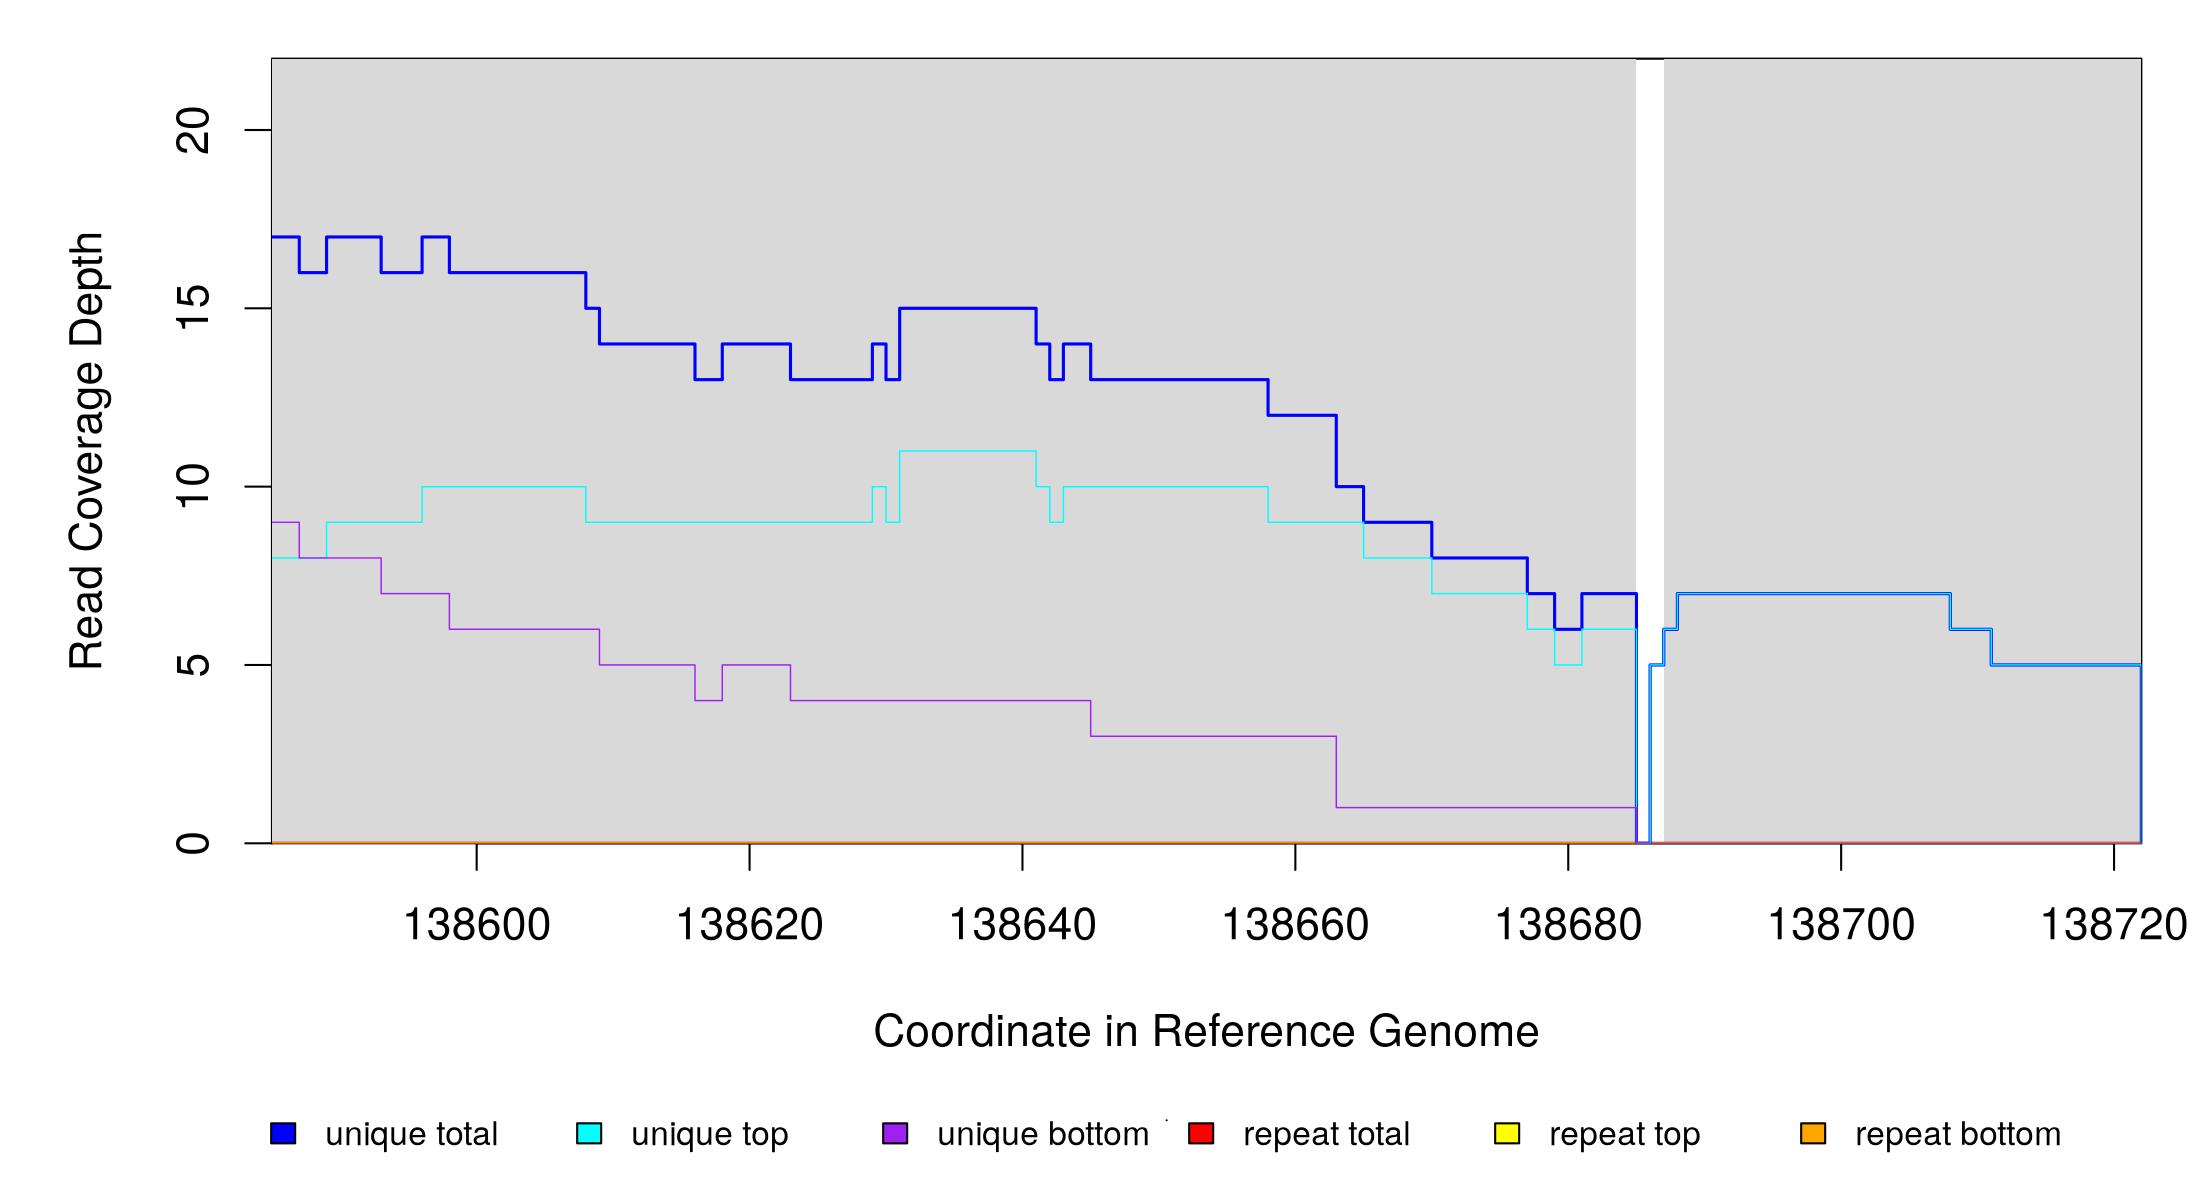 Read Coverage Depth
20
15
10
5
0
138600 138620 138640 138660 138680 138700 138720
Coordinate in Reference Genome
unique total unique top unique bottom repeat total repeat top repeat bottom